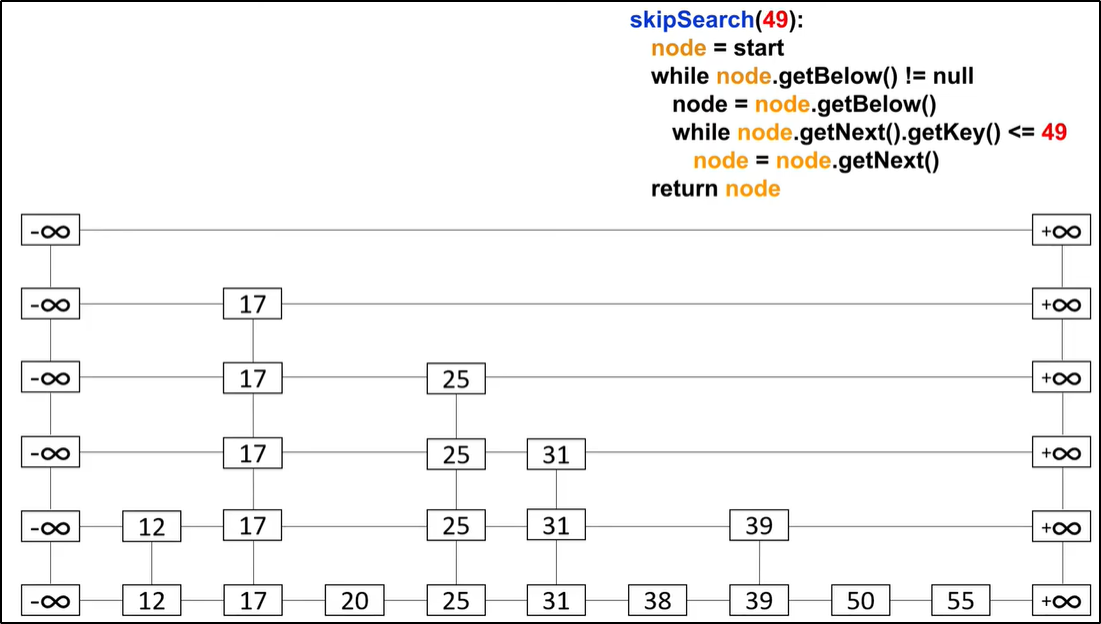 skipSearch(49):
node = start
while node.getBelow() != null
node = node.getBelow()
while node.getNext().getKey() <= 49
node = node.getNext()
return node
-∞ +∞
-∞ 17 +∞
-∞ 17 25 +∞
-∞ 17 25 31 +∞
-∞ 12 17 25 31 39 +∞
-∞ 12 17 20 25 31 38 39 50 55 +∞